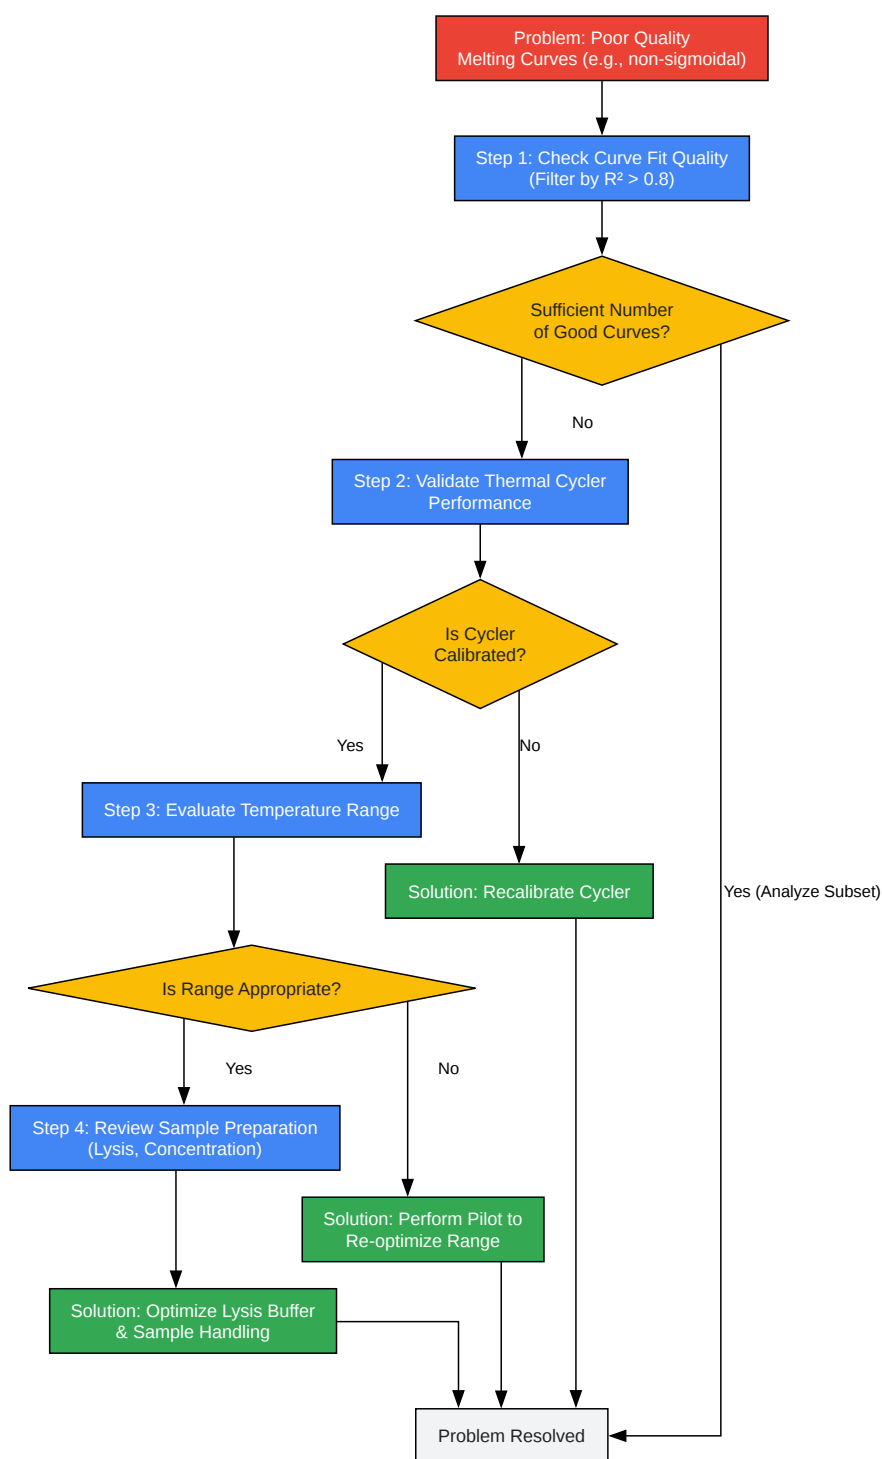 Problem: Poor Quality
Melting Curves (e.g., non-sigmoidal)
Step 1: Check Curve Fit Quality
(Filter by R² > 0.8)
Sufficient Number
of Good Curves?
No
Step 2: Validate Thermal Cycler
Performance
Is Cycler
Calibrated?
Yes
No
Step 3: Evaluate Temperature Range
Solution: Recalibrate Cycler
Yes (Analyze Subset)
Is Range Appropriate?
Yes
No
Step 4: Review Sample Preparation
(Lysis, Concentration)
Solution: Perform Pilot to
Re-optimize Range
Solution: Optimize Lysis Buffer
& Sample Handling
Problem Resolved